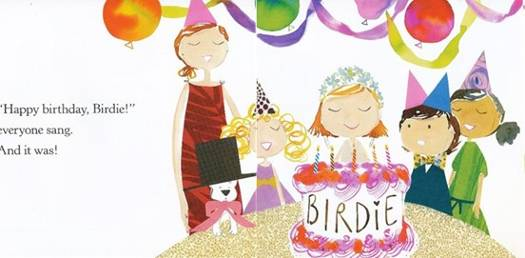 "Happy birthday, Birdie!"
everyone sang.
And it was!
BIRDiE